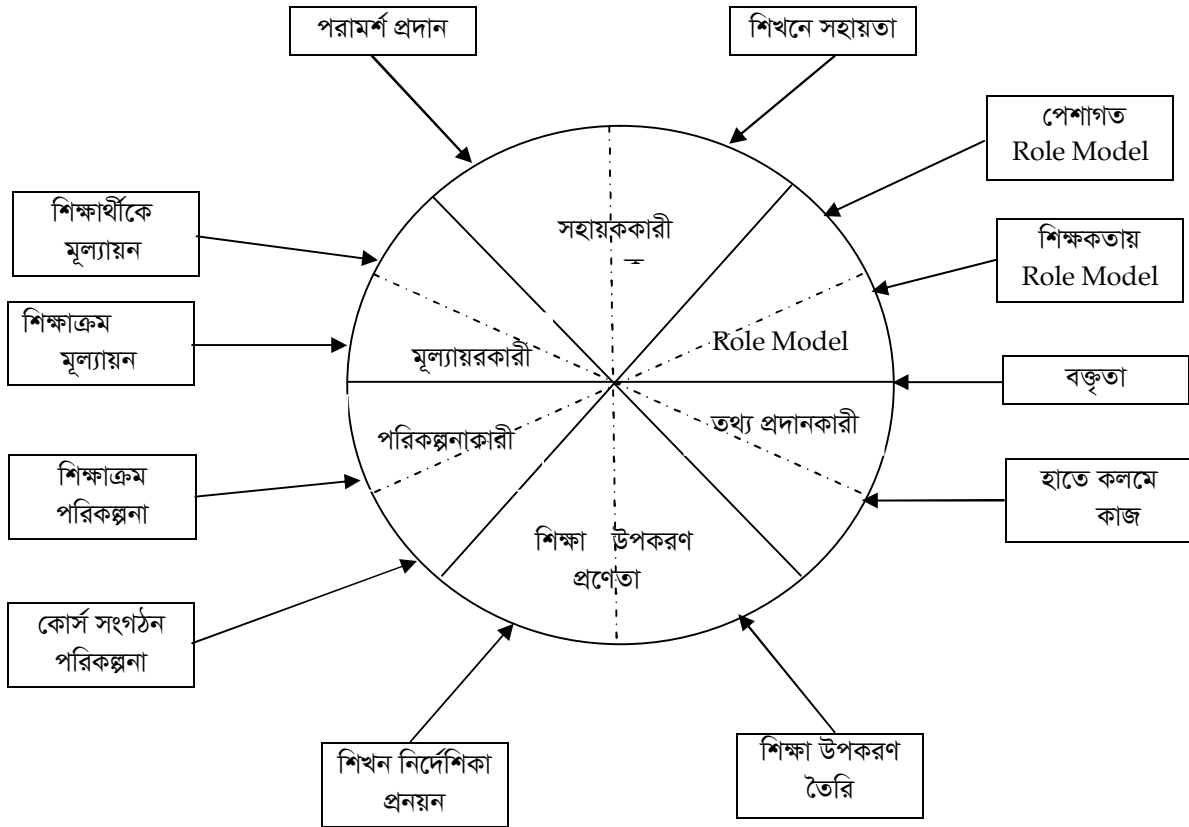 পরামর্শ প্রদান
শিখনে সহায়তা
পেশাগত
Role Model
শিক্ষার্থীকে
মূল্যায়ন
সহায়ককারী
শিক্ষকতায়
Role Model
শিক্ষাক্রম
মূল্যায়ন
মূল্যায়রকারী
Role Model
বক্তৃতা
পরিকল্পনাকারী
তথ্য প্রদানকারী
শিক্ষাক্রম
পরিকল্পনা
হাতে কলমে
কাজ
শিক্ষা উপকরণ
প্রণেতা
কোর্স সংগঠন
পরিকল্পনা
শিখন নির্দেশিকা
প্রনয়ন
শিক্ষা উপকরণ
তৈরি